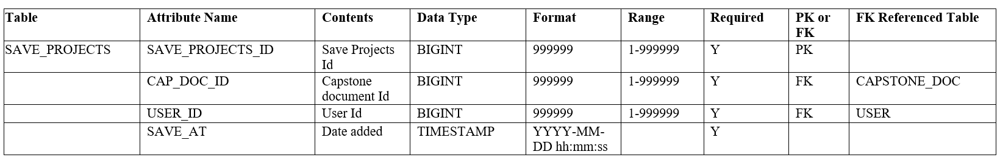 Table Attribute Name Contents Data Type Format Range Required PK or FK Referenced Table
FK
SAVE_PROJECTS SAVE_PROJECTS_ID Save Projects BIGINT 999999 1-999999 Y PK
Id
CAP_DOC_ID Capstone BIGINT 999999 1-999999 Y FK CAPSTONE_DOC
document Id
USER_ID User Id BIGINT 999999 1-999999 Y FK USER
SAVE_AT Date added TIMESTAMP YYYY-MM- Y
DD hh:mm:ss